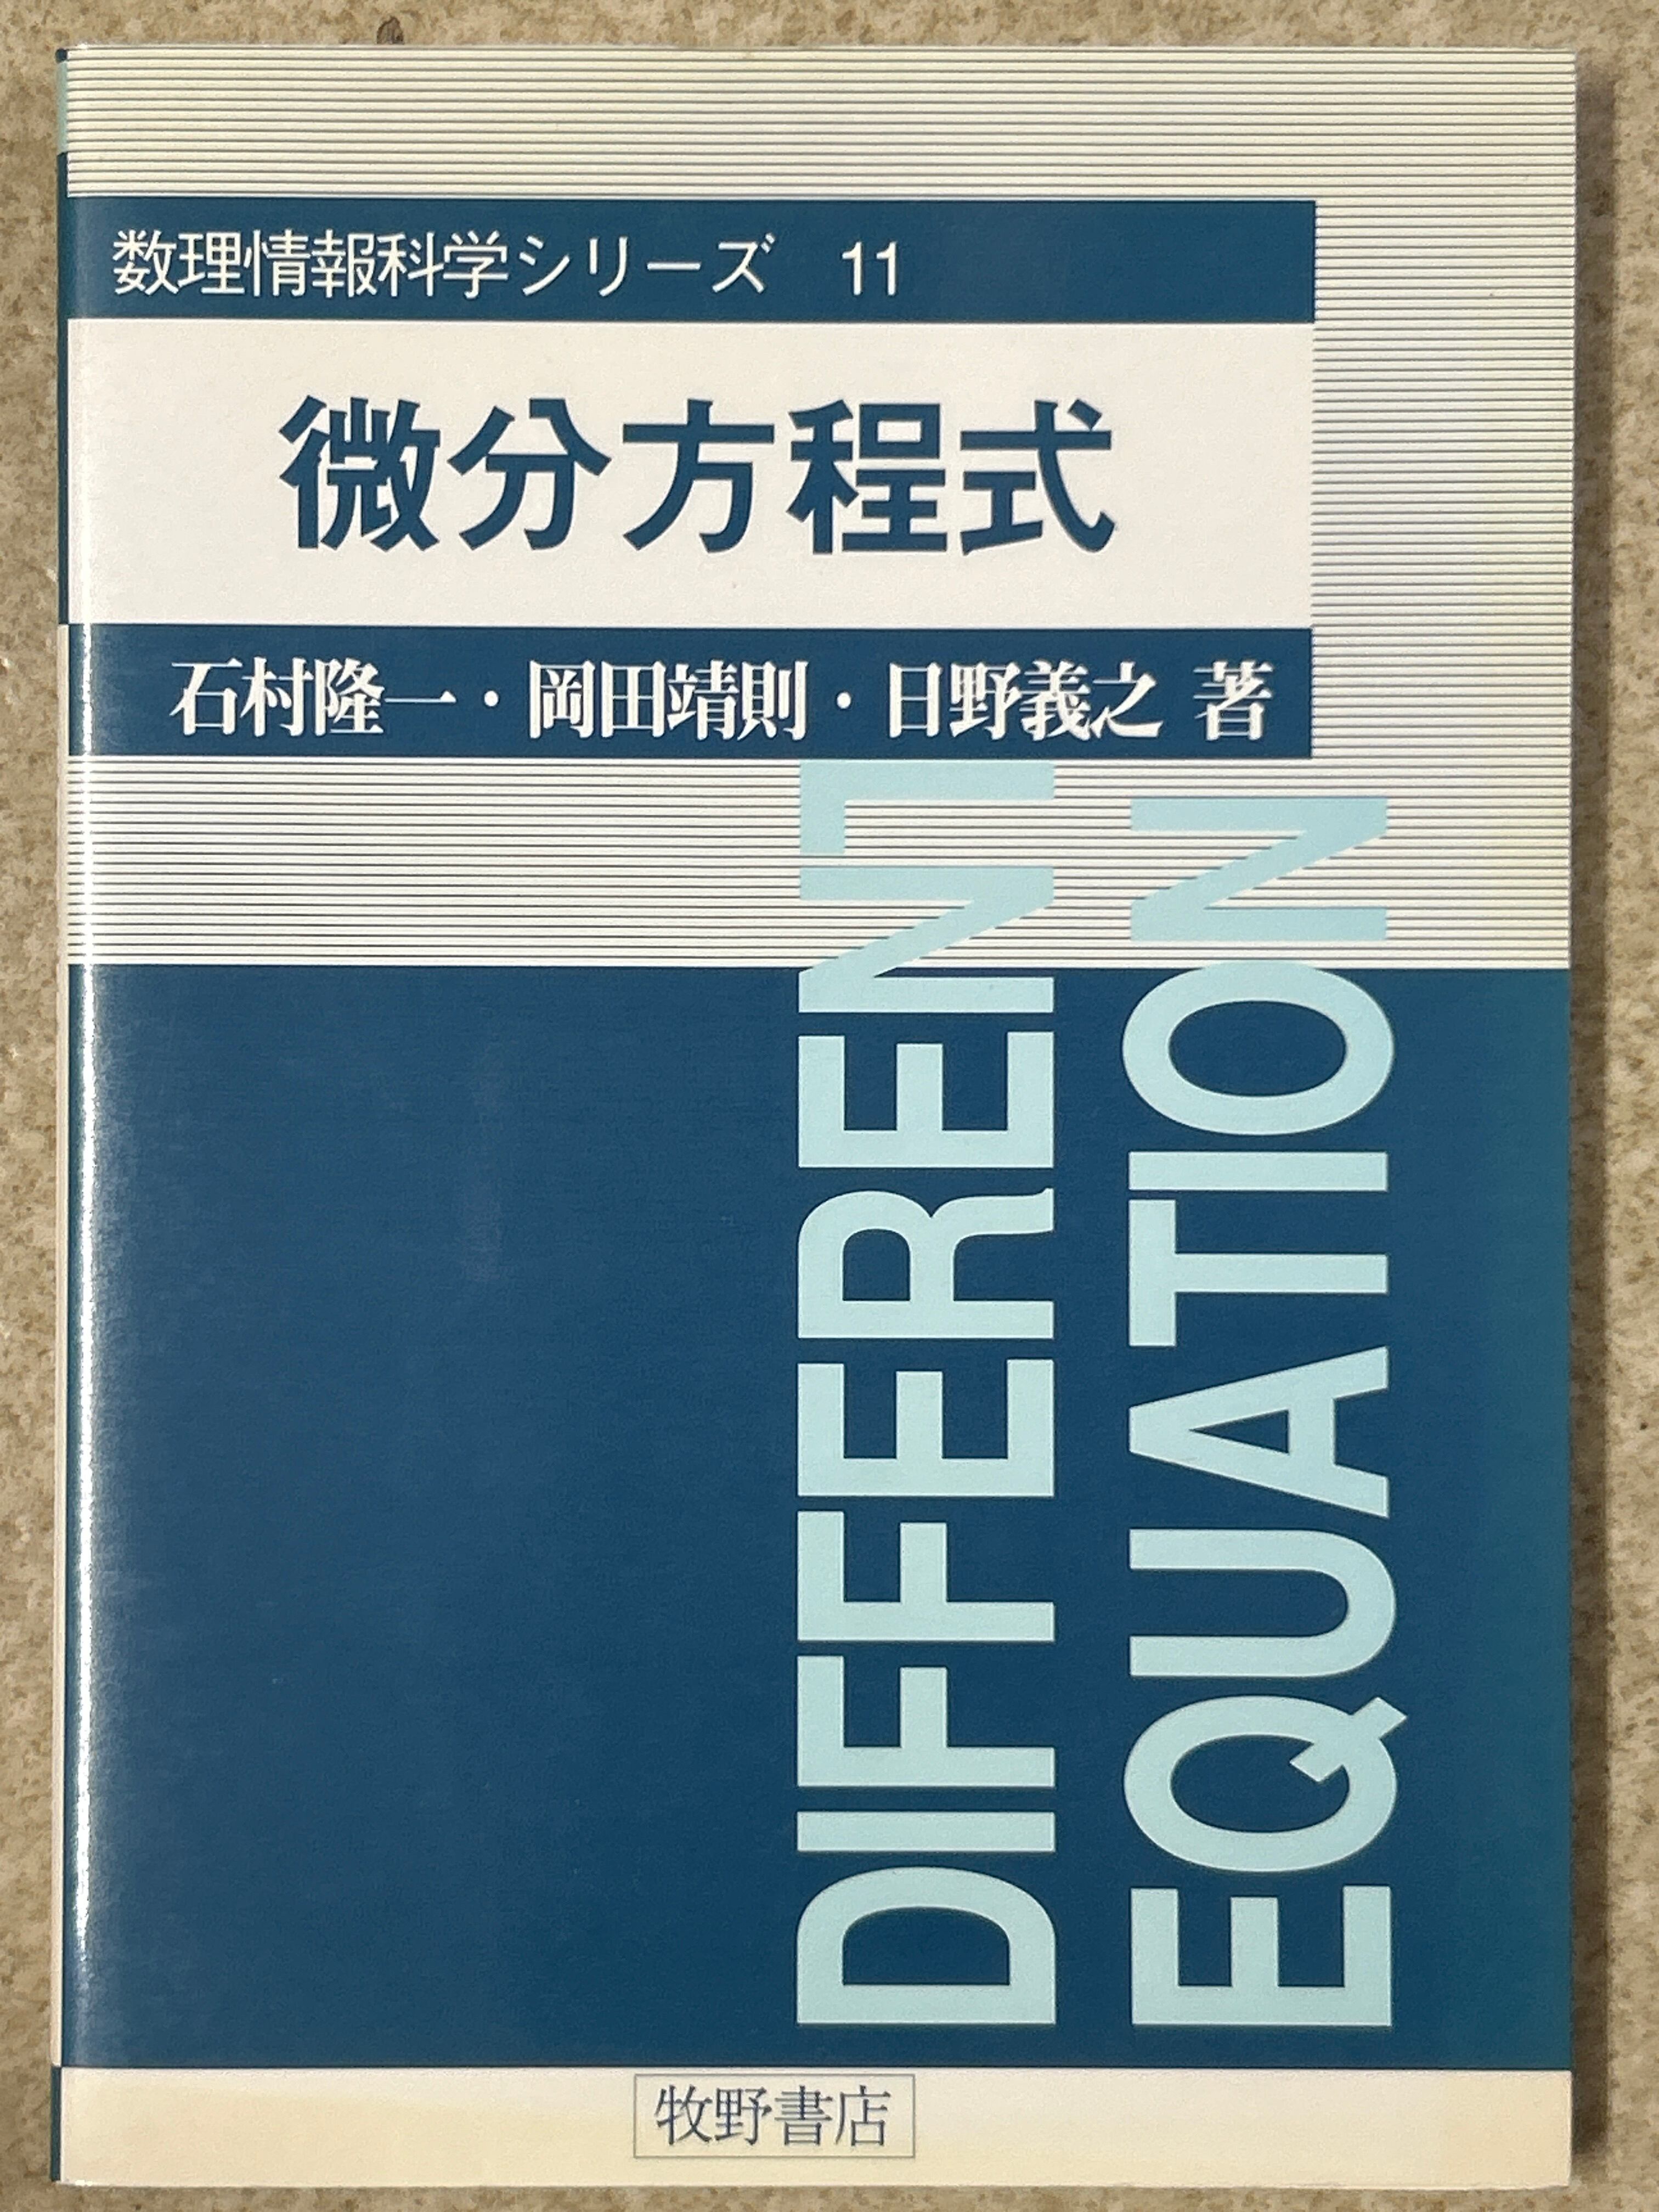 数理情報科学シリーズ 11
微分方程式
石村隆一・岡田靖則・日野義之 著
DIFFERENT
EQUATION
牧野書店